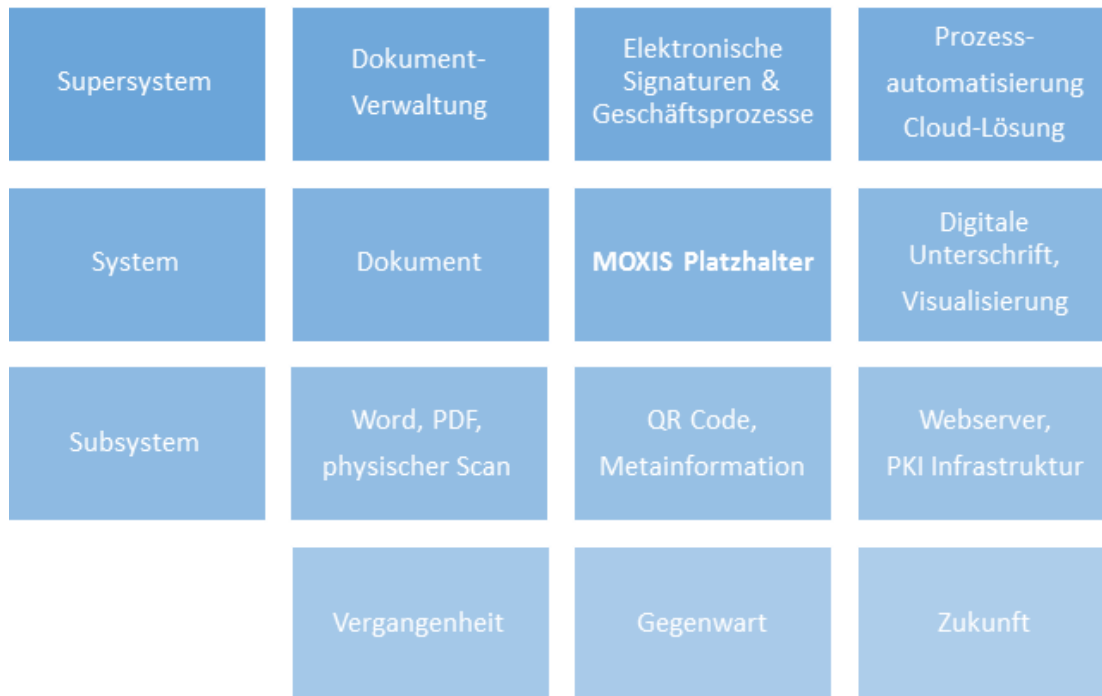 Supersystem
Dokument-
Verwaltung
Elektronische
Signaturen &
Geschäftsprozesse
Prozess-
automatisierung
Cloud-Lösung
System
Dokument
MOXIS Platzhalter
Digitale
Unterschrift,
Visualisierung
Subsystem
Word, PDF,
physischer Scan
QR Code,
Metainformation
Webserver,
PKI Infrastruktur
Vergangenheit
Gegenwart
Zukunft